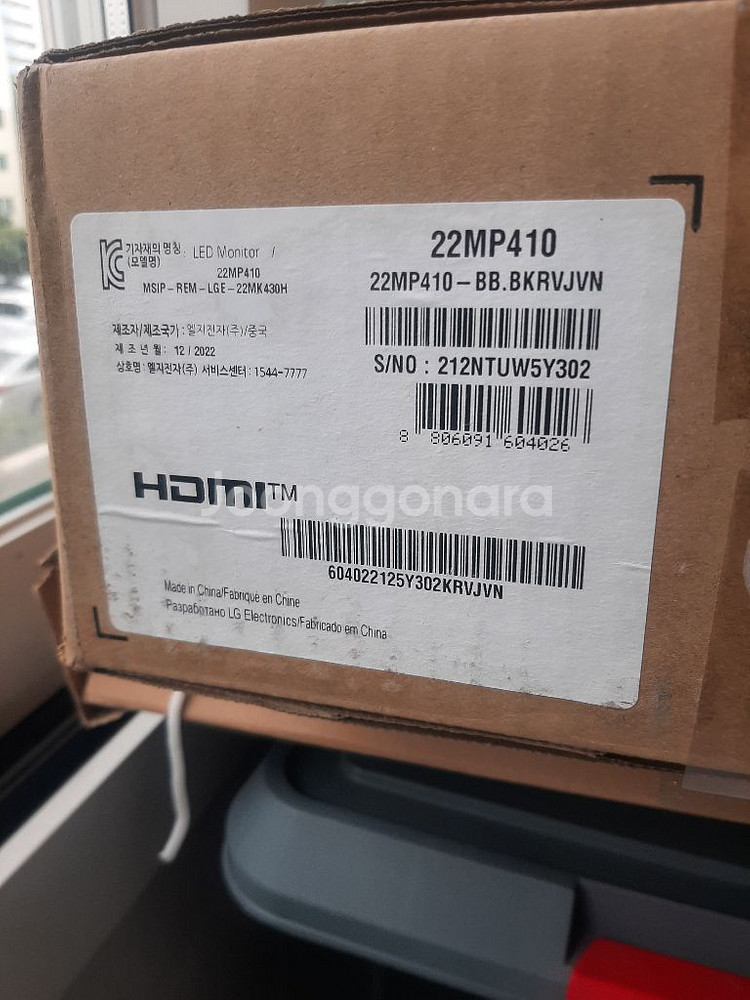 기자재의 명칭 : LED Monitor /
(모델명)
22MP410
MSIP-REM-LGE-22MK430H
제조자/제조국가 : 엘지전자(주)/중국
제 조 년 월 : 12 / 2022
상호명 : 엘지전자(주) 서비스센터 : 1544-7777
22MP410
22MP410-BB.BKRVJVN
S/NO : 212NTUW5Y302
8 806091 604026
HDMI™
Joonggonara
604022125Y302KRVJVN
Made in China/Fabriqué en Chine
Разработано LG Electronics/Fabricado em China